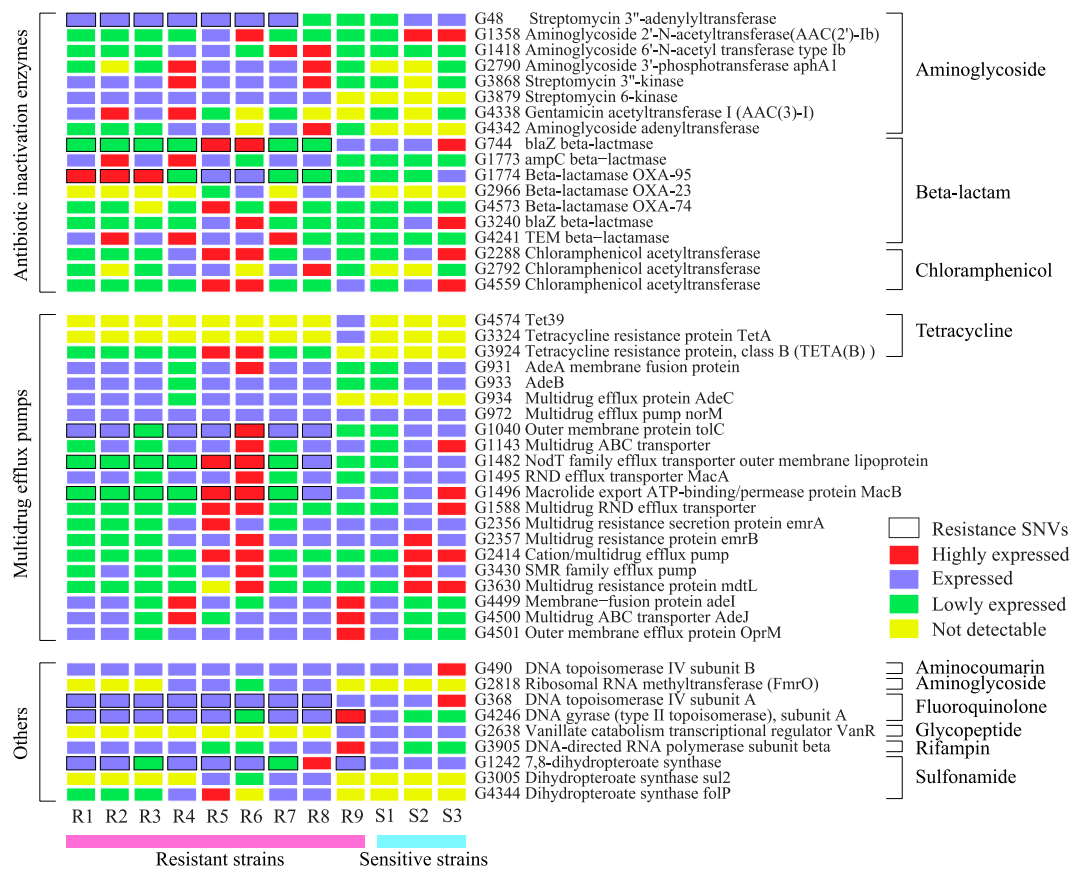 Antibiotic inactivation enzymes
G48 Streptomycin 3''-adenylyltransferase
G1358 Aminoglycoside 2'-N-acetyltransferase(AAC(2')-Ib)
G1418 Aminoglycoside 6'-N-acetyl transferase type Ib
G2790 Aminoglycoside 3'-phosphotransferase aphA1
G3868 Streptomycin 3''-kinase
G3879 Streptomycin 6-kinase
G4338 Gentamicin acetyltransferase I (AAC(3)-I)
G4342 Aminoglycoside adenyltransferase
Aminoglycoside
G744 blaZ beta-lactmase
G1773 ampC beta−lactmase
G1774 Beta-lactamase OXA-95
G2966 Beta-lactamase OXA-23
G4573 Beta-lactamase OXA-74
G3240 blaZ beta-lactmase
G4241 TEM beta−lactamase
Beta-lactam
G2288 Chloramphenicol acetyltransferase
G2792 Chloramphenicol acetyltransferase
G4559 Chloramphenicol acetyltransferase
Chloramphenicol
Multidrug efflux pumps
G4574 Tet39
G3324 Tetracycline resistance protein TetA
G3924 Tetracycline resistance protein, class B (TETA(B) )
Tetracycline
G931 AdeA membrane fusion protein
G933 AdeB
G934 Multidrug efflux protein AdeC
G972 Multidrug efflux pump norM
G1040 Outer membrane protein tolC
G1143 Multidrug ABC transporter
G1482 NodT family efflux transporter outer membrane lipoprotein
G1495 RND efflux transporter MacA
G1496 Macrolide export ATP-binding/permease protein MacB
G1588 Multidrug RND efflux transporter
G2356 Multidrug resistance secretion protein emrA
G2357 Multidrug resistance protein emrB
G2414 Cation/multidrug efflux pump
G3430 SMR family efflux pump
G3630 Multidrug resistance protein mdtL
G4499 Membrane−fusion protein adeI
G4500 Multidrug ABC transporter AdeJ
G4501 Outer membrane efflux protein OprM
Resistance SNVs
Highly expressed
Expressed
Lowly expressed
Not detectable
Others
G490 DNA topoisomerase IV subunit B
Aminocoumarin
G2818 Ribosomal RNA methyltransferase (FmrO)
Aminoglycoside
G368 DNA topoisomerase IV subunit A
G4246 DNA gyrase (type II topoisomerase), subunit A
Fluoroquinolone
G2638 Vanillate catabolism transcriptional regulator VanR
Glycopeptide
G3905 DNA-directed RNA polymerase subunit beta
Rifampin
G1242 7,8-dihydropteroate synthase
G3005 Dihydropteroate synthase sul2
G4344 Dihydropteroate synthase folP
Sulfonamide
R1 R2 R3 R4 R5 R6 R7 R8 R9 S1 S2 S3
Resistant strains
Sensitive strains